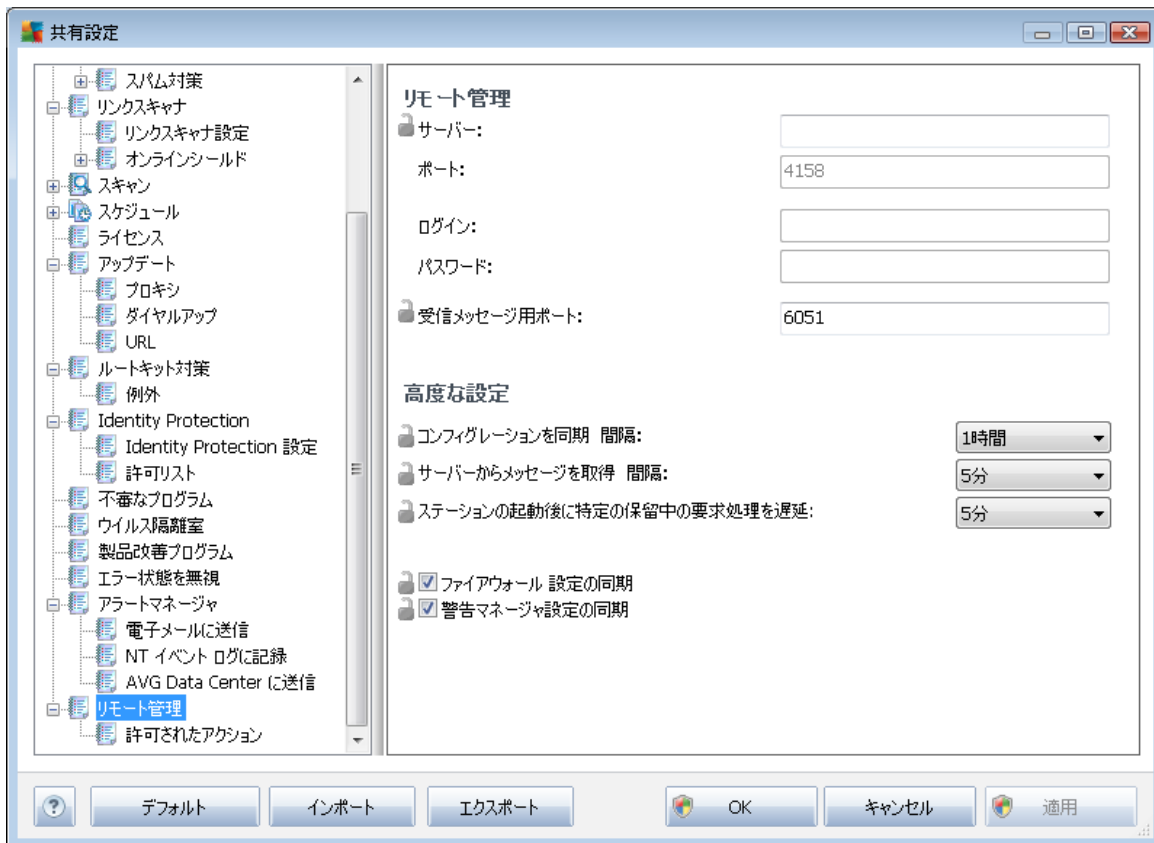 共有設定
スパム対策
リンクスキャナ
リンクスキャナ設定
オンラインシールド
スキャン
スケジュール
ライセンス
アップデート
プロキシ
ダイヤルアップ
URL
ルートキット対策
例外
Identity Protection
Identity Protection 設定
許可リスト
不審なプログラム
ウイルス隔離室
製品改善プログラム
エラー状態を無視
アラートマネージャ
電子メールに送信
NT イベント ログに記録
AVG Data Center に送信
リモート管理
許可されたアクション
リモート管理
サーバー:
ポート: 4158
ログイン:
パスワード:
受信メッセージ用ポート: 6051
高度な設定
コンフィグレーションを同期 間隔: 1時間
サーバーからメッセージを取得 間隔: 5分
ステーションの起動後に特定の保留中の要求処理を遅延: 5分
ファイアウォール 設定の同期
警告マネージャ設定の同期
? デフォルト インポート エクスポート OK キャンセル 適用